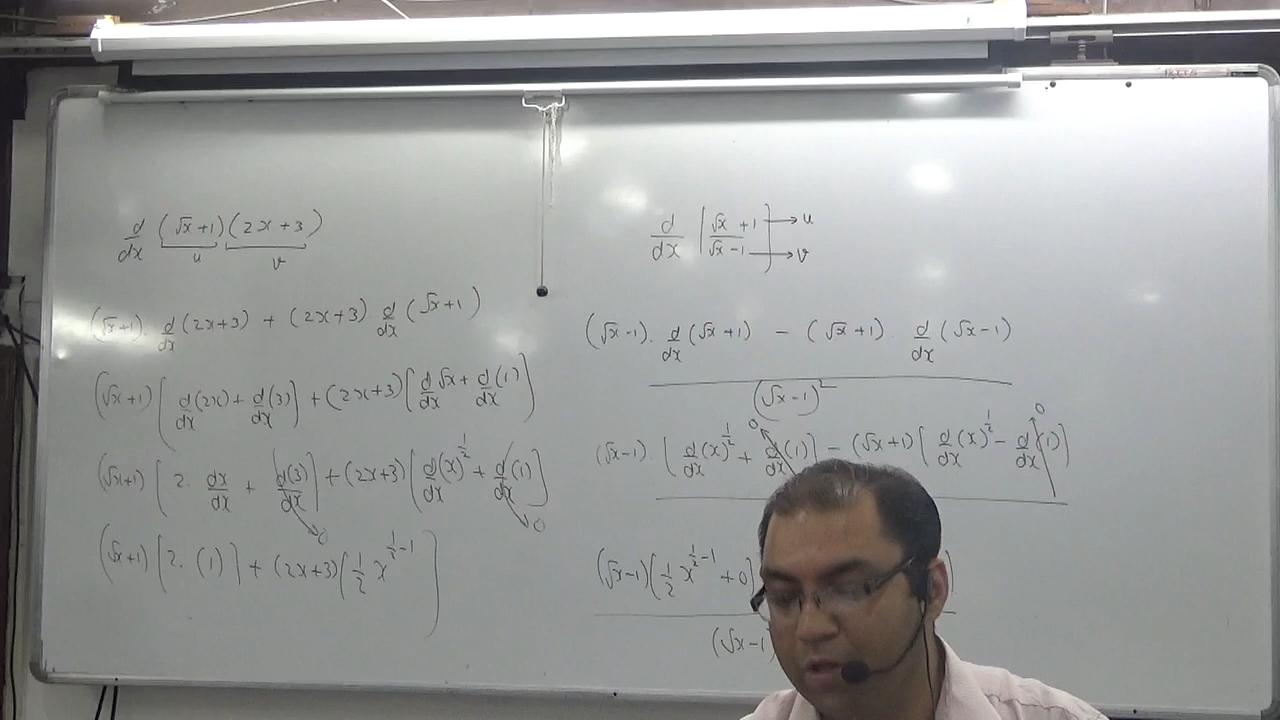 d/dx (√x + 1)(2x + 3)
u v
(√x+1). d/dx (2x+3) + (2x+3) d/dx (√x+1)
(√x+1) [d/dx (2x) + d/dx (3)] + (2x+3) [d/dx √x + d/dx (1)]
(√x+1) [2. dx/dx + d(3)/dx] + (2x+3) [d/dx (x)^1/2 + d/dx (1)]
0 0
(√x+1) [2. (1)] + (2x+3) (1/2 x^1/2-1)
d/dx [√x + 1 / √x - 1] → u → v
(√x-1). d/dx (√x+1) - (√x+1) d/dx (√x-1)
(√x-1)^2
0 0
(√x-1). [d/dx (x)^1/2 + d/dx (1)] - (√x+1) [d/dx (x)^1/2 - d/dx (1)]
(√x-1) (1/2 x^1/2-1 + 0]
(√x-1)